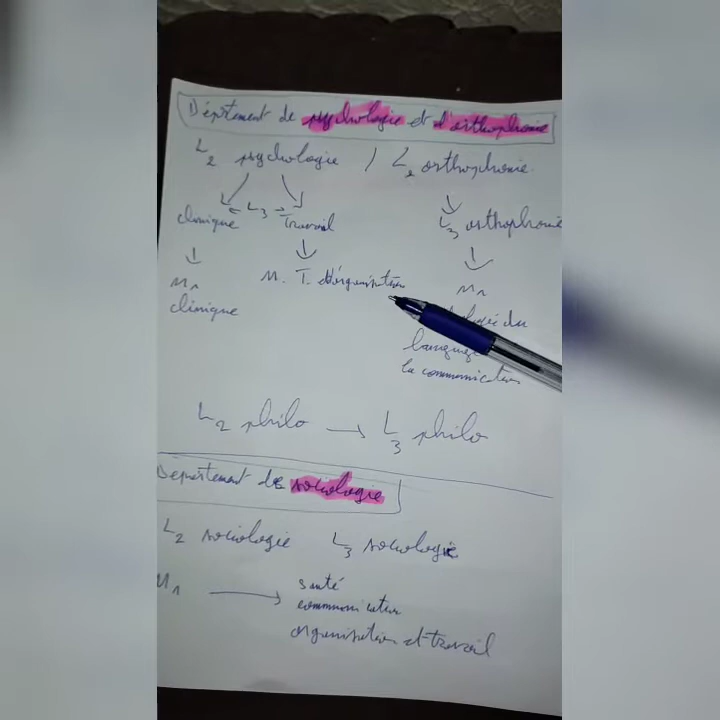 Département de psychologie et d'orthophonie
L2 psychologie / L2 orthophonie
clinique ← L3 → Travail
L3 orthophonie
M1
clinique
M. T. d'organisation
M1
du
langage
la communication
L2 philo → L3 philo
Département de sociologie
L2 sociologie L3 sociologie
M1 → santé
communication
organisation et travail